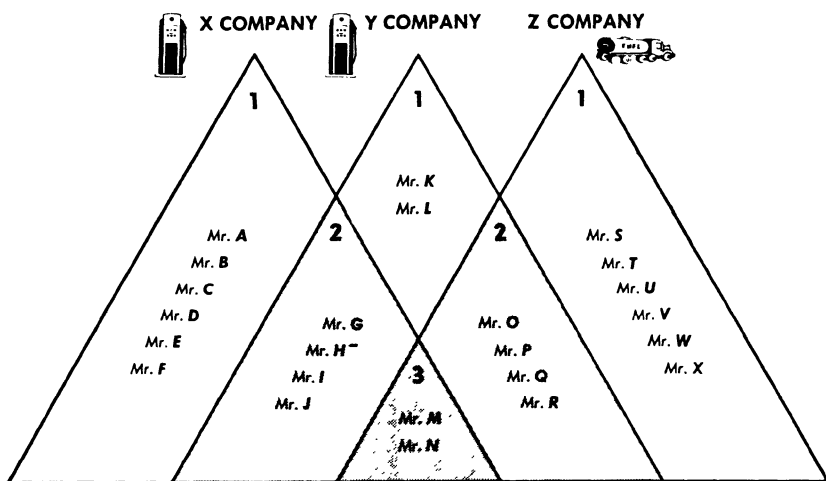 X COMPANY
Y COMPANY
Z COMPANY
FUEL
1
1
1
Mr. K
Mr. L
2
2
Mr. A
Mr. B
Mr. C
Mr. D
Mr. E
Mr. F
Mr. G
Mr. H
Mr. I
Mr. J
Mr. O
Mr. P
Mr. Q
Mr. R
Mr. S
Mr. T
Mr. U
Mr. V
Mr. W
Mr. X
3
Mr. M
Mr. N